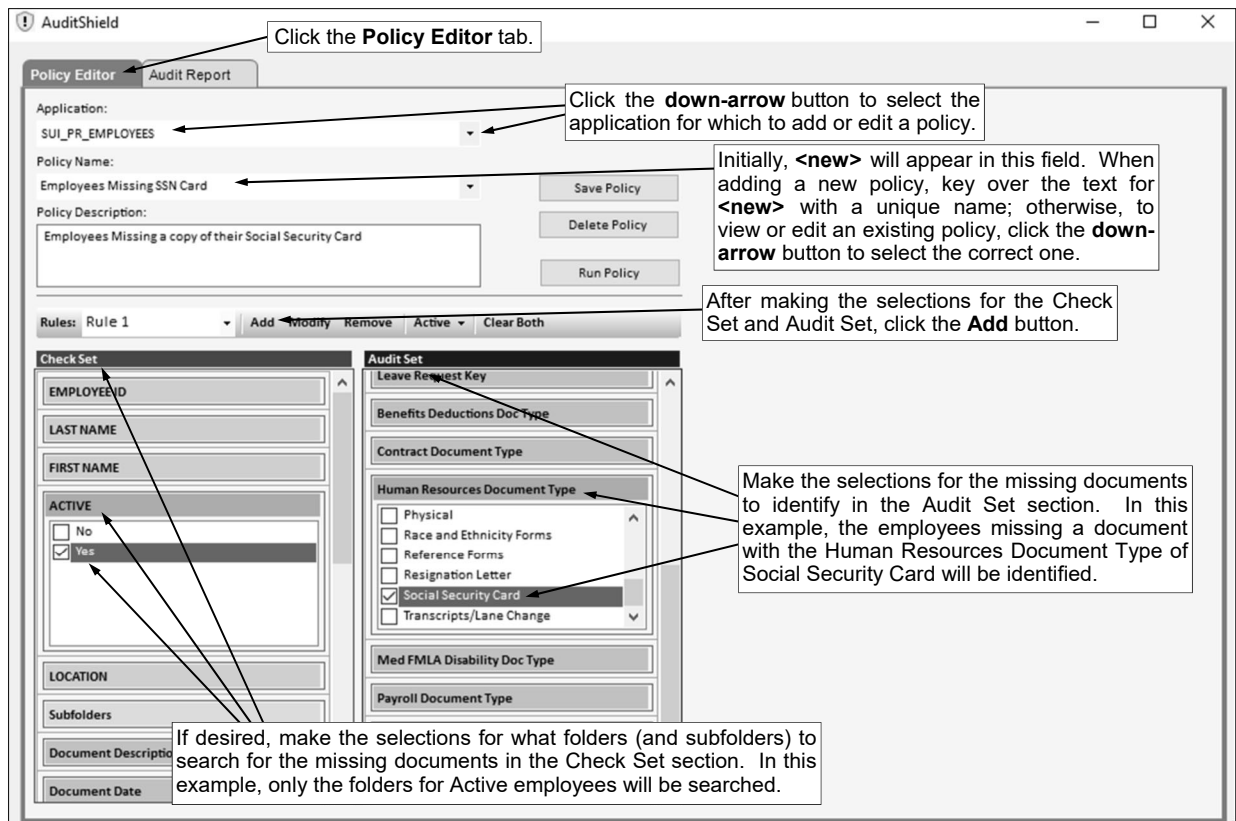 AuditShield
Click the Policy Editor tab.
Policy Editor
Audit Report
Application:
SUI_PR_EMPLOYEES
Click the down-arrow button to select the
application for which to add or edit a policy.
Policy Name:
Employees Missing SSN Card
Save Policy
Initially, <new> will appear in this field. When
adding a new policy, key over the text for
<new> with a unique name; otherwise, to
view or edit an existing policy, click the down-
arrow button to select the correct one.
Policy Description:
Employees Missing a copy of their Social Security Card
Delete Policy
Run Policy
Rules: Rule 1 Add Modify Remove Active Clear Both
After making the selections for the Check
Set and Audit Set, click the Add button.
Check Set
EMPLOYEE ID
LAST NAME
FIRST NAME
ACTIVE
No
Yes
LOCATION
Subfolders
Document Descriptio
Document Date
Audit Set
Leave Request Key
Benefits Deductions Doc Type
Contract Document Type
Human Resources Document Type
Physical
Race and Ethnicity Forms
Reference Forms
Resignation Letter
Social Security Card
Transcripts/Lane Change
Med FMLA Disability Doc Type
Payroll Document Type
Make the selections for the missing documents
to identify in the Audit Set section. In this
example, the employees missing a document
with the Human Resources Document Type of
Social Security Card will be identified.
If desired, make the selections for what folders (and subfolders) to
search for the missing documents in the Check Set section. In this
example, only the folders for Active employees will be searched.